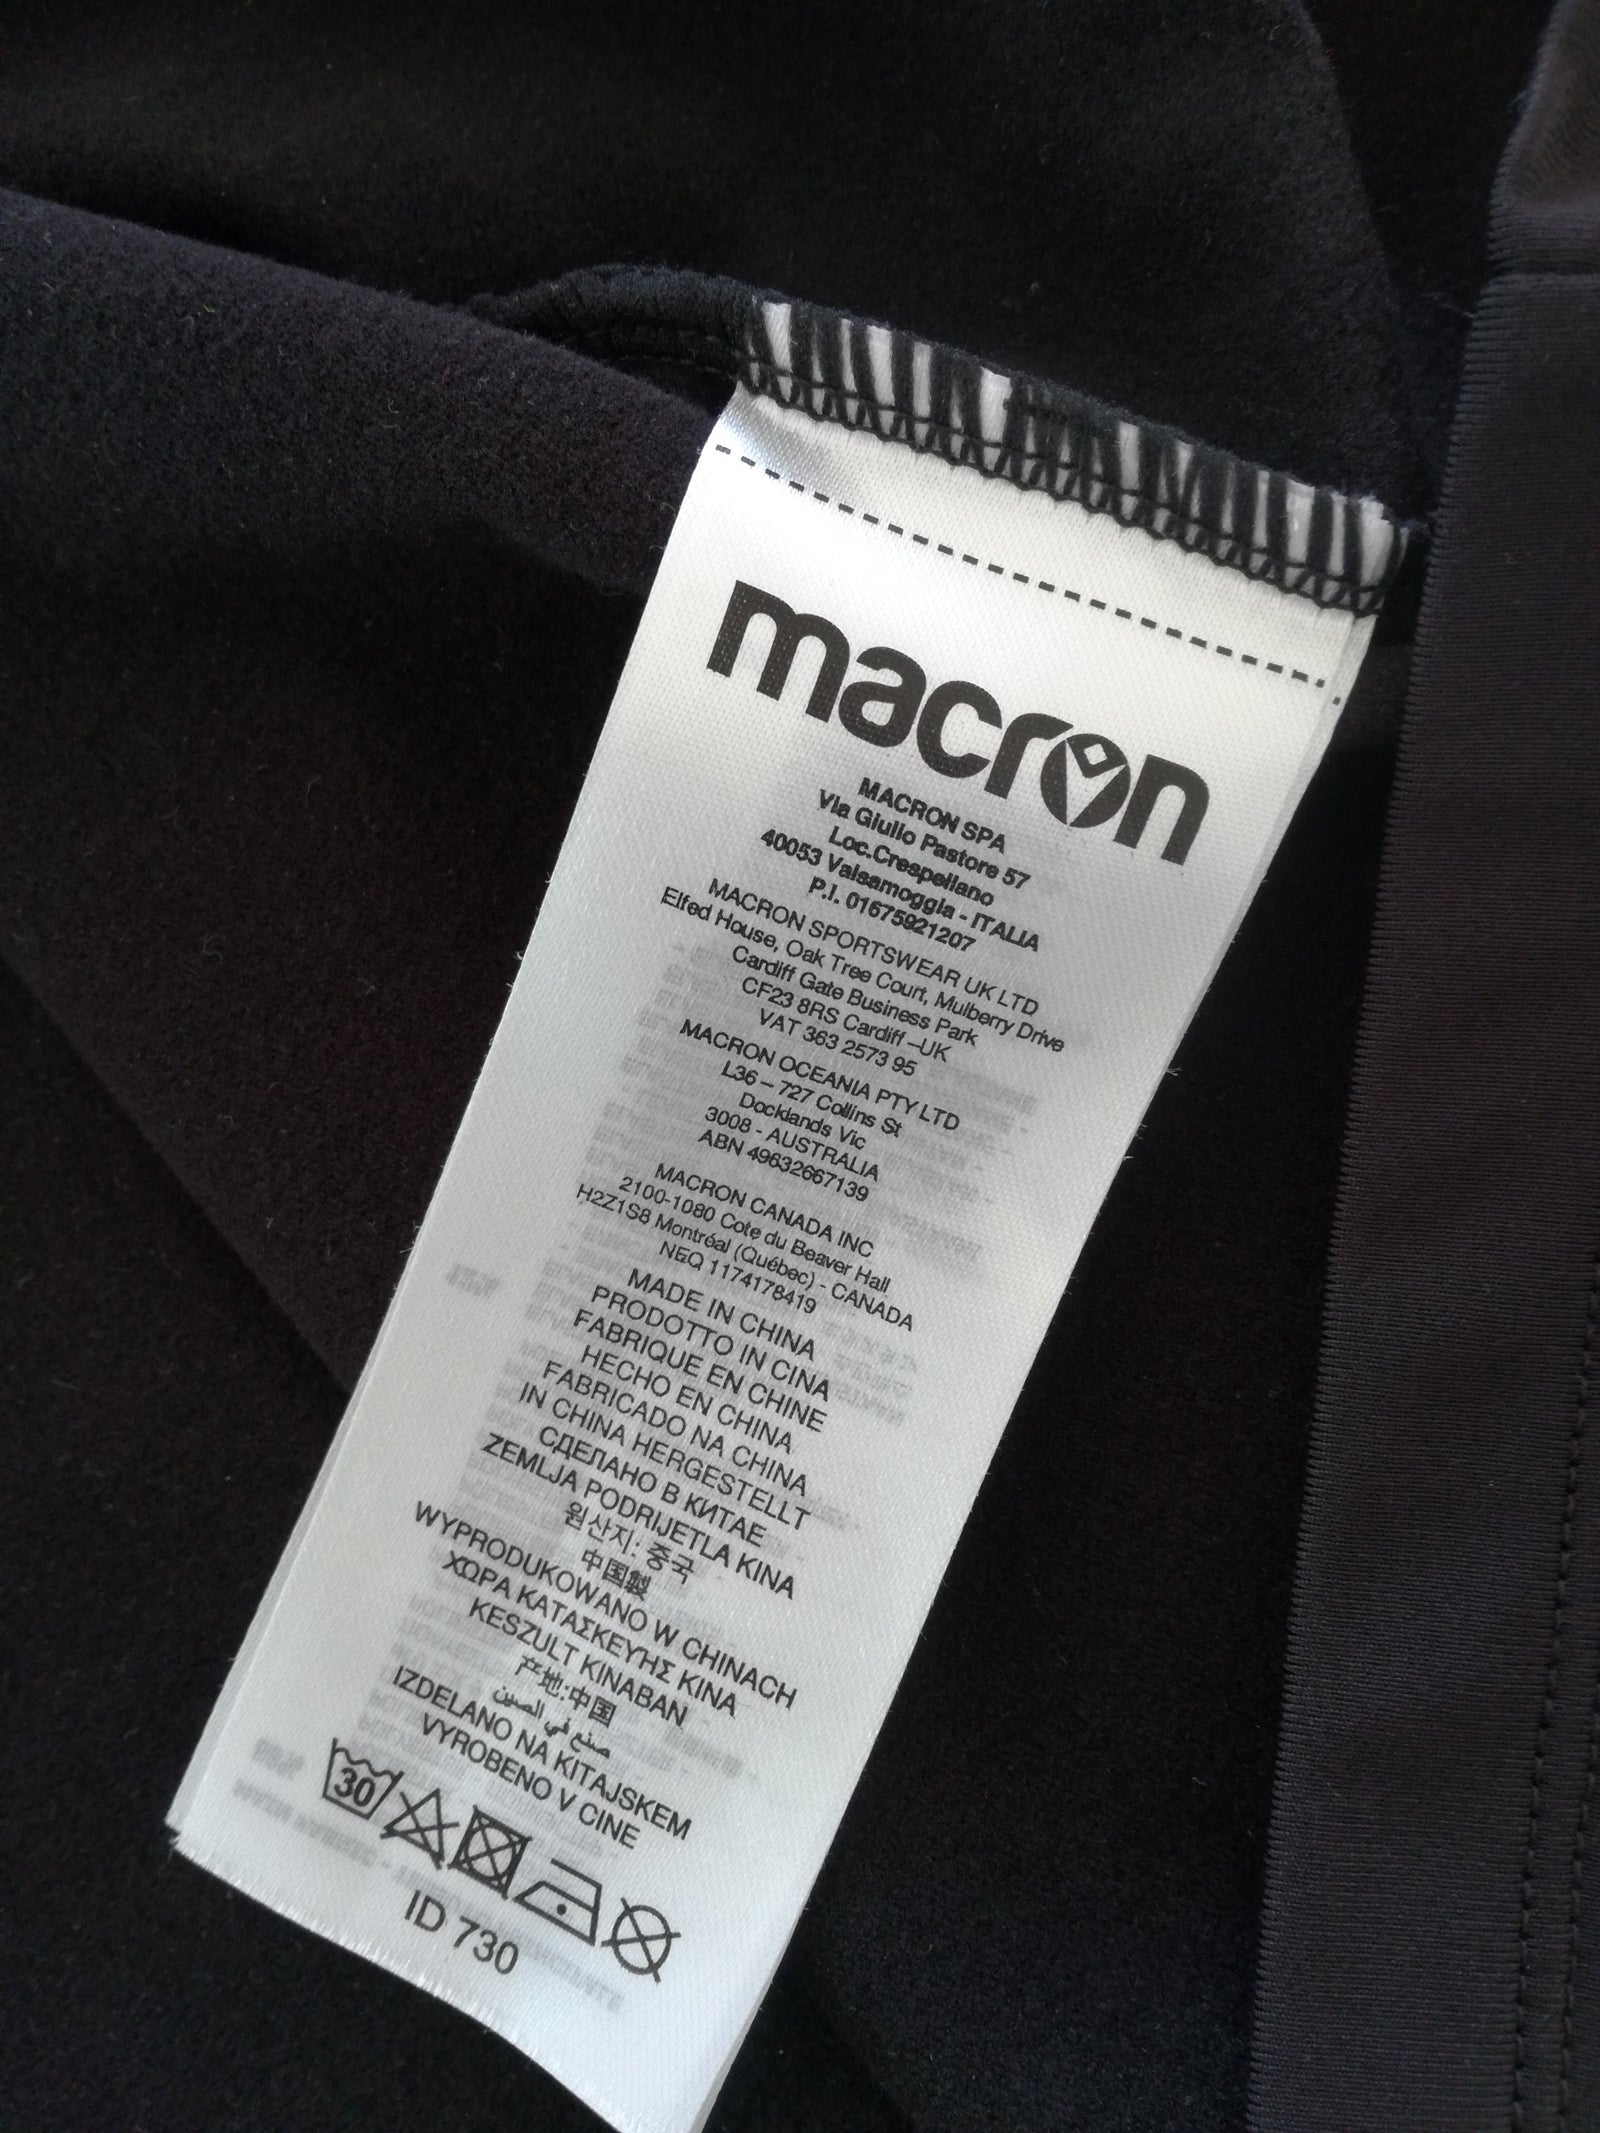 macron
MACRON SPA
Via Giulio Pastore 57
Loc.Crespellano
40053 Valsamoggia - ITALIA
P.I. 01675921207
MACRON SPORTSWEAR UK LTD
Elfed House, Oak Tree Court, Mulberry Drive
Cardiff Gate Business Park
CF23 8RS Cardiff –UK
VAT 363 2573 95
MACRON OCEANIA PTY LTD
L36 – 727 Collins St
Docklands Vic
3008 - AUSTRALIA
ABN 49632667139
MACRON CANADA INC
2100-1080 Cote du Beaver Hall
H2Z1S8 Montréal (Québec) - CANADA
NEQ 1174178419
MADE IN CHINA
PRODOTTO IN CINA
FABRIQUE EN CHINE
HECHO EN CHINA
FABRICADO NA CHINA
IN CHINA HERGESTELLT
СДЕЛАНО В КИТАЕ
ZEMLJA PODRIJETLA KINA
원산지: 중국
中国製
WYPRODUKOWANO W CHINACH
ΧΩΡΑ ΚΑΤΑΣΚΕΥΉΣ ΚΙΝΑ
KESZULT KINABAN
产地:中国
صنع في الصين
IZDELANO NA KITAJSKEM
VYROBENO V CINE
30
ID 730